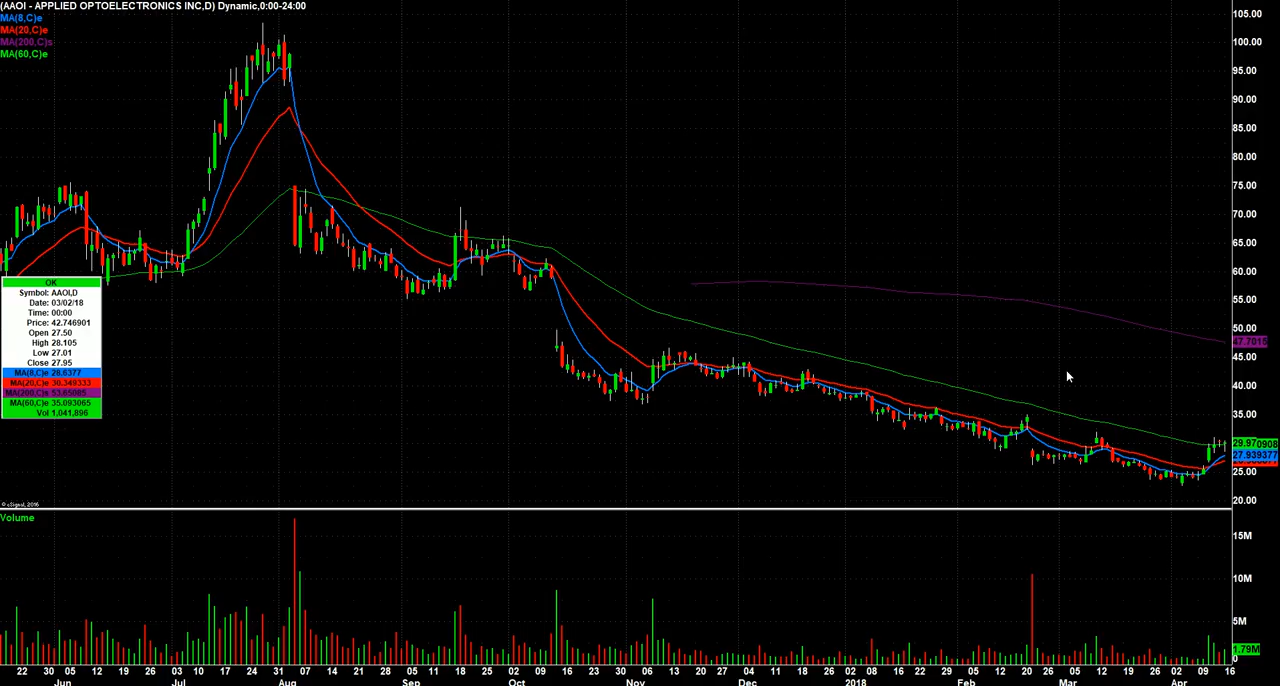 (AAOI - APPLIED OPTOELECTRONICS INC,D) Dynamic,0:00-24:00
MA(8,C)e
MA(20,C)e
MA(200,C)s
MA(60,C)e
105.00
100.00
95.00
90.00
85.00
80.00
75.00
70.00
65.00
60.00
55.00
50.00
47.7015
45.00
40.00
35.00
29.97
0908
27.939377
25.00
20.00
OK
Symbol: AAOI,D
Date: 03/02/18
Time: 00:00
Price: 42.746901
Open 27.50
High 28.105
Low 27.01
Close 27.95
MA(8,C)e 28.6377
MA(20,C)e 30.349333
MA(200,C)s 53.65085
MA(60,C)e 35.093065
Vol 1,041,896
© eSignal, 2016
Volume
15M
10M
5M
1.79M
0
22 30 05 12 19 26 03 10 17 24 31 07 14 21 28 05 11 18 25 02 09 16 23 30 06 13 20 27 04 11 18 26 02 08 16 22 29 05 12 20 26 05 12 19 26 02 09 16
Jun Jul Aug Sep Oct Nov Dec 2018 Feb Mar Apr